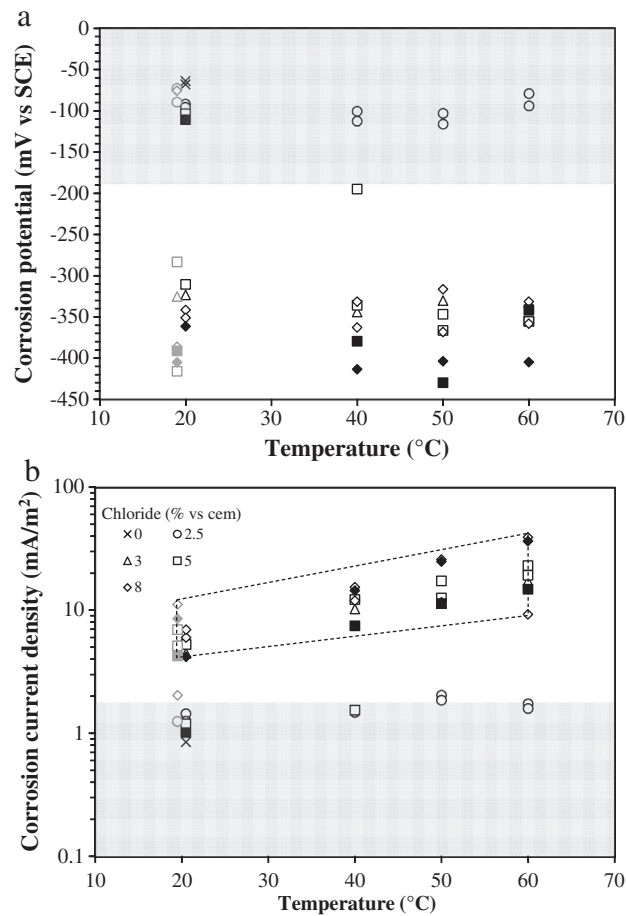 a
Corrosion potential (mV vs SCE)
0
-50
-100
-150
-200
-250
-300
-350
-400
-450
10 20 30 40 50 60 70
Temperature (°C)
b
Corrosion current density (mA/m²)
100
10
1
0.1
Chloride (% vs cem)
0 2.5
3 5
8
10 20 30 40 50 60 70
Temperature (°C)